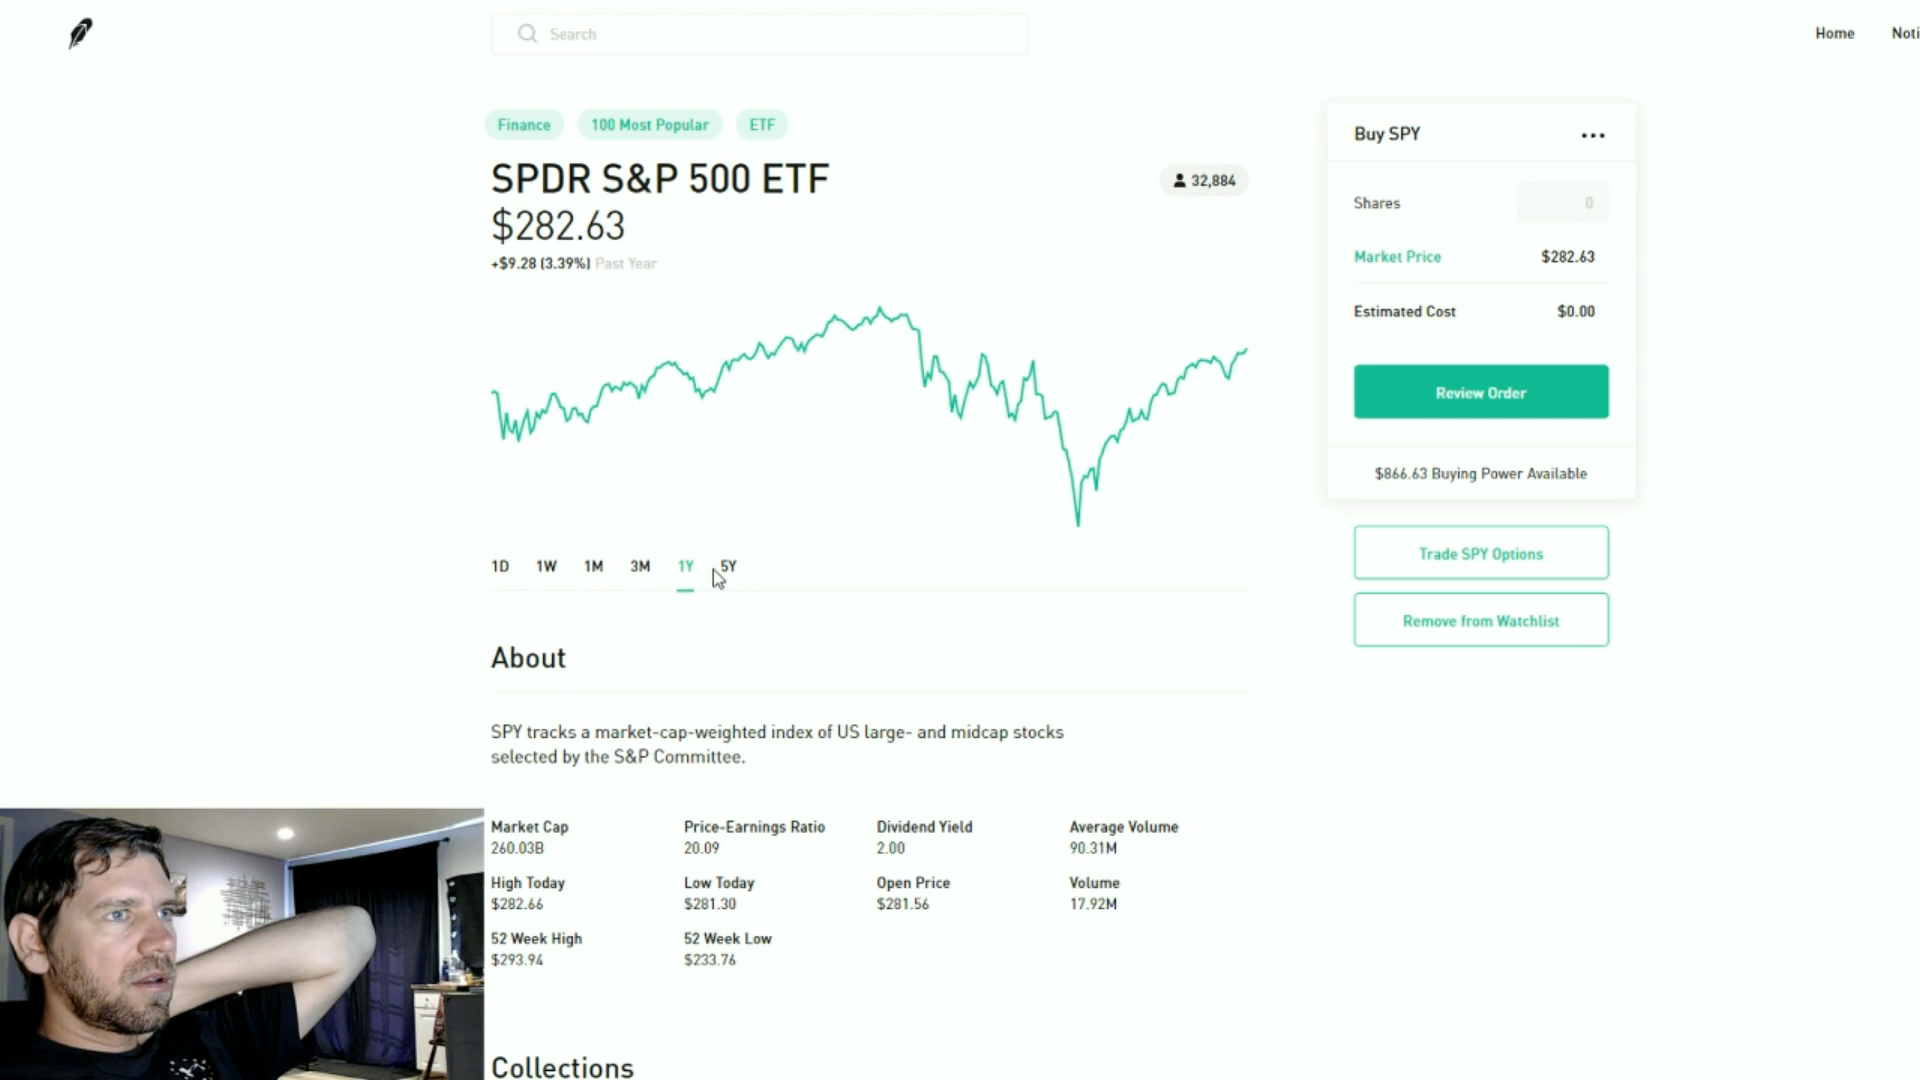 Search
Home
Noti
Finance
100 Most Popular
ETF
SPDR S&P 500 ETF
32,884
$282.63
+$9.28 (3.39%) Past Year
Buy SPY
Shares 0
Market Price $282.63
Estimated Cost $0.00
Review Order
$866.63 Buying Power Available
Trade SPY Options
Remove from Watchlist
1D 1W 1M 3M 1Y 5Y
About
SPY tracks a market-cap-weighted index of US large- and midcap stocks
selected by the S&P Committee.
Market Cap Price-Earnings Ratio Dividend Yield Average Volume
260.03B 20.09 2.00 90.31M
High Today Low Today Open Price Volume
$282.66 $281.30 $281.56 17.92M
52 Week High 52 Week Low
$293.94 $233.76
Collections